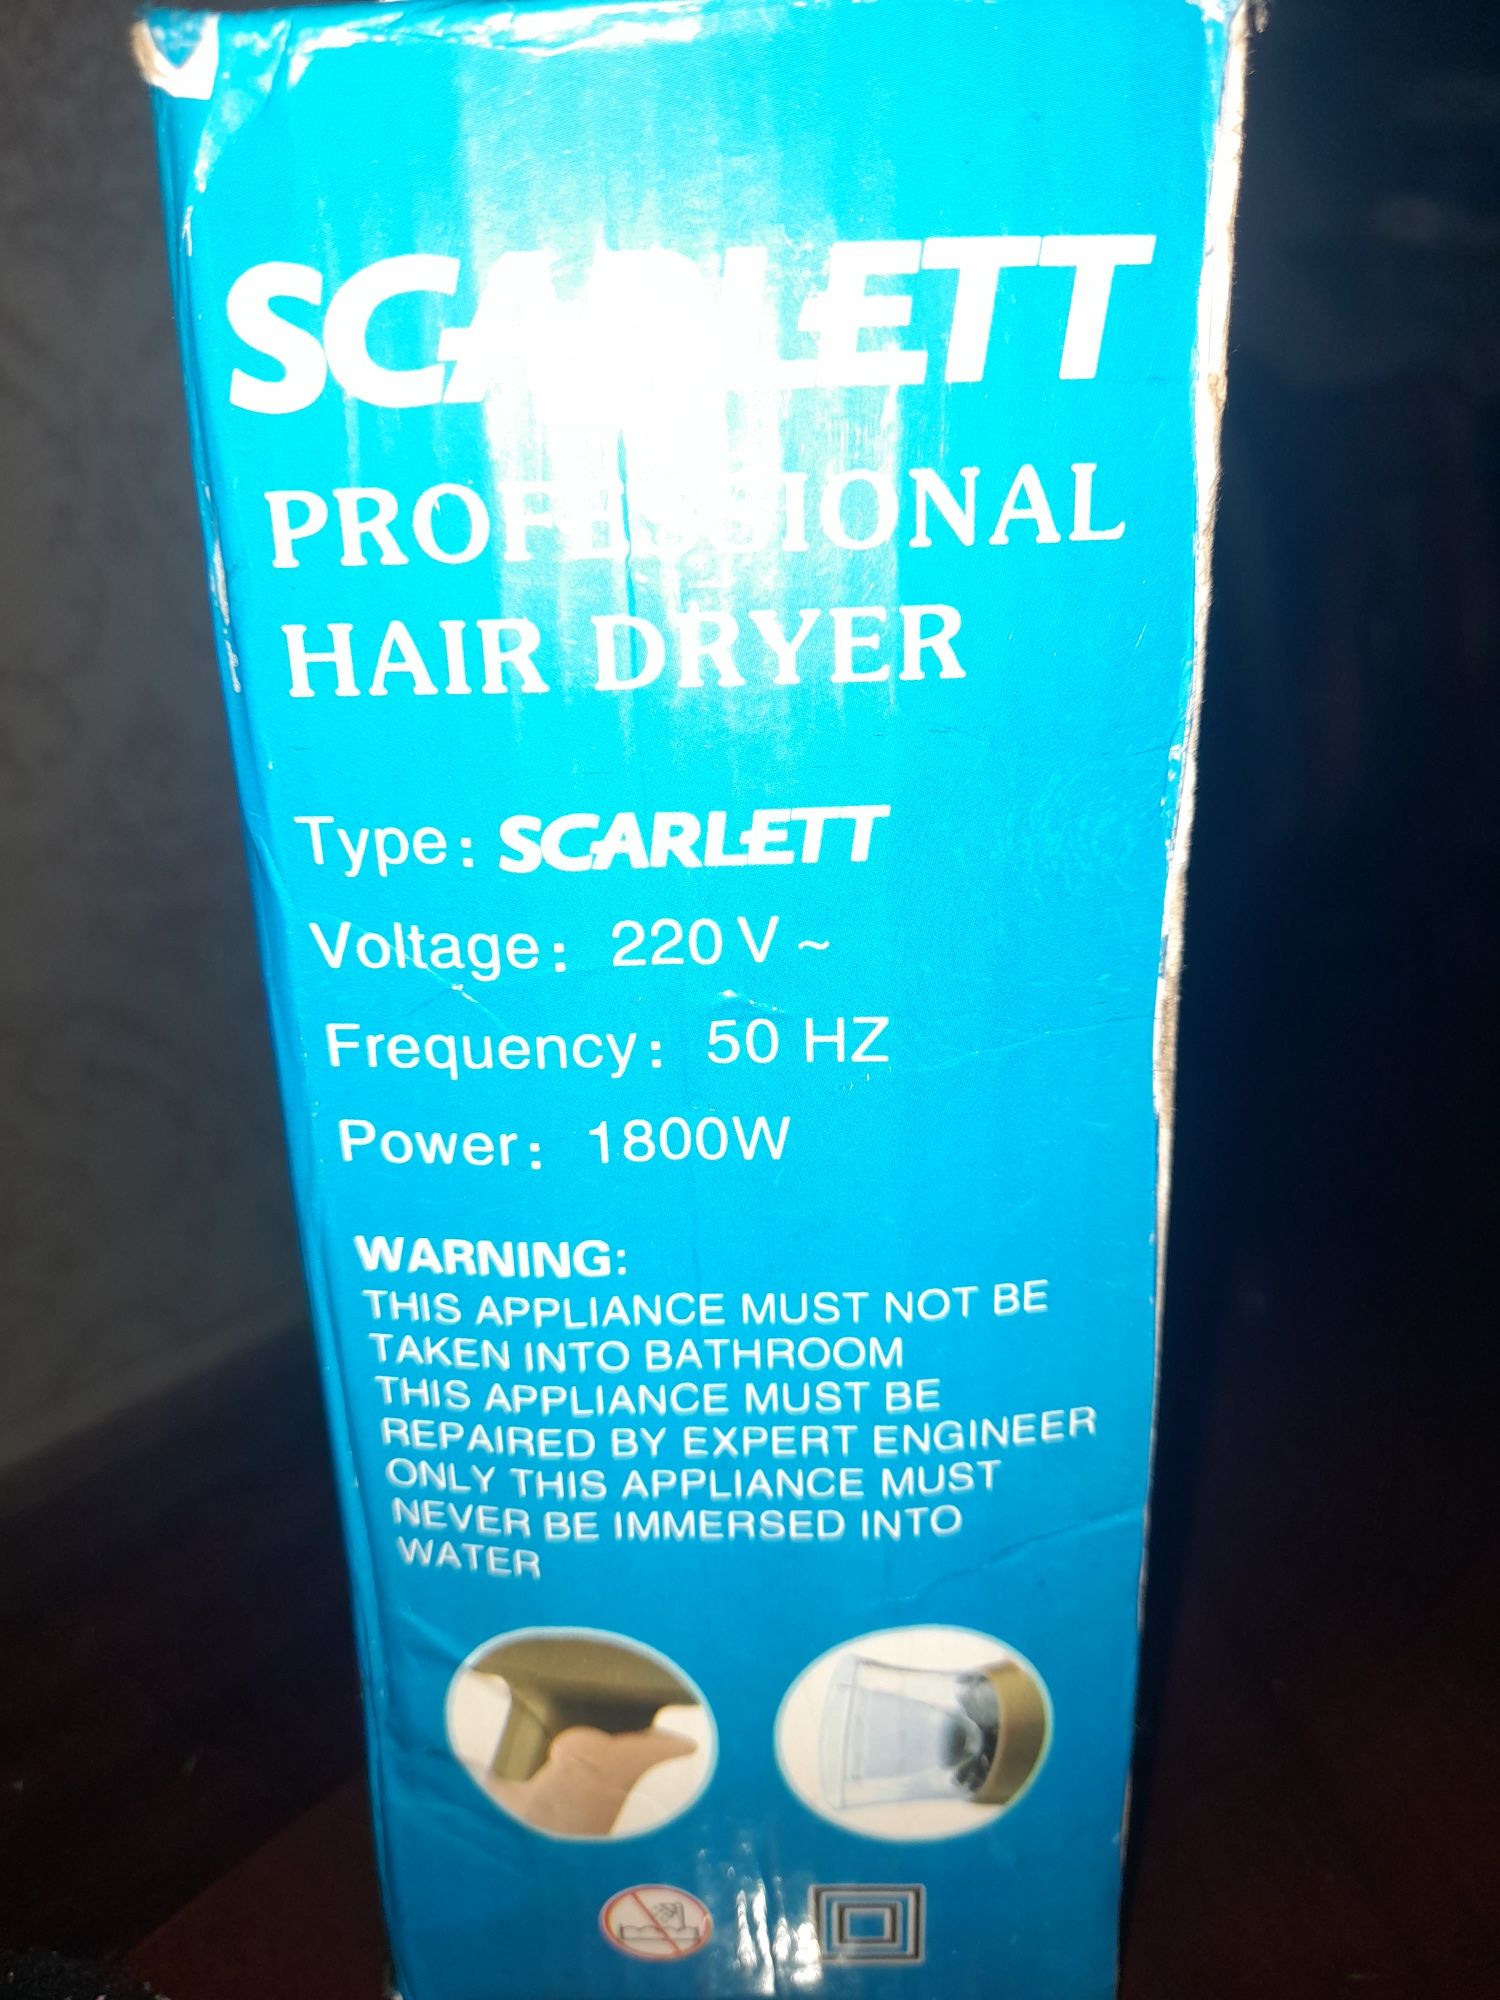 SCARLETT
PROFESSIONAL
HAIR DRYER
Type: SCARLETT
Voltage: 220 V ~
Frequency: 50 HZ
Power: 1800W
WARNING:
THIS APPLIANCE MUST NOT BE
TAKEN INTO BATHROOM
THIS APPLIANCE MUST BE
REPAIRED BY EXPERT ENGINEER
ONLY THIS APPLIANCE MUST
NEVER BE IMMERSED INTO
WATER